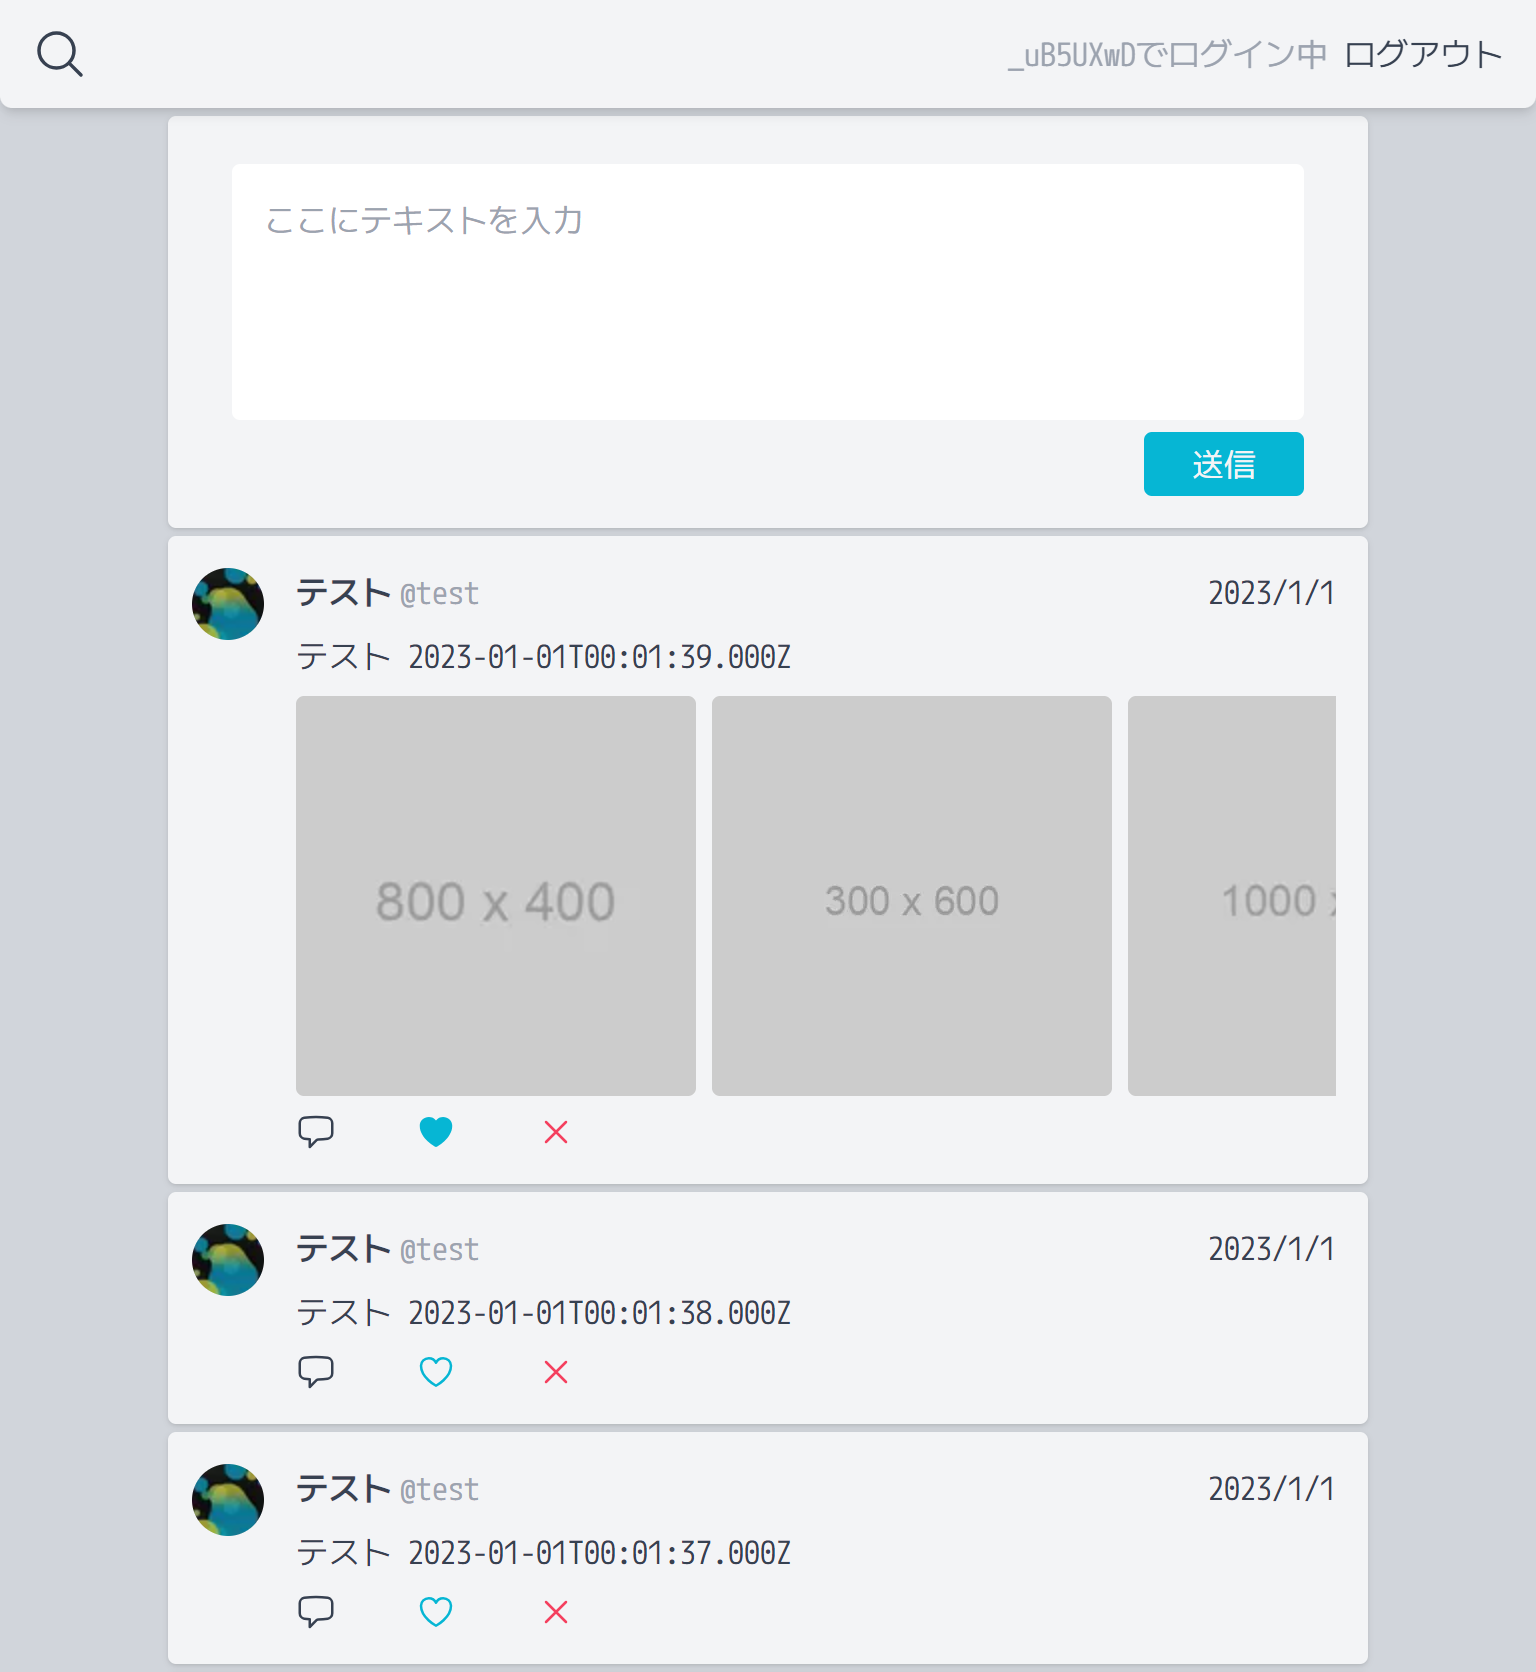 _uB5UXwDでログイン中 ログアウト
ここにテキストを入力
送信
テスト @test 2023/1/1
テスト 2023-01-01T00:01:39.000Z
800 x 400 300 x 600 1000 x
テスト @test 2023/1/1
テスト 2023-01-01T00:01:38.000Z
テスト @test 2023/1/1
テスト 2023-01-01T00:01:37.000Z